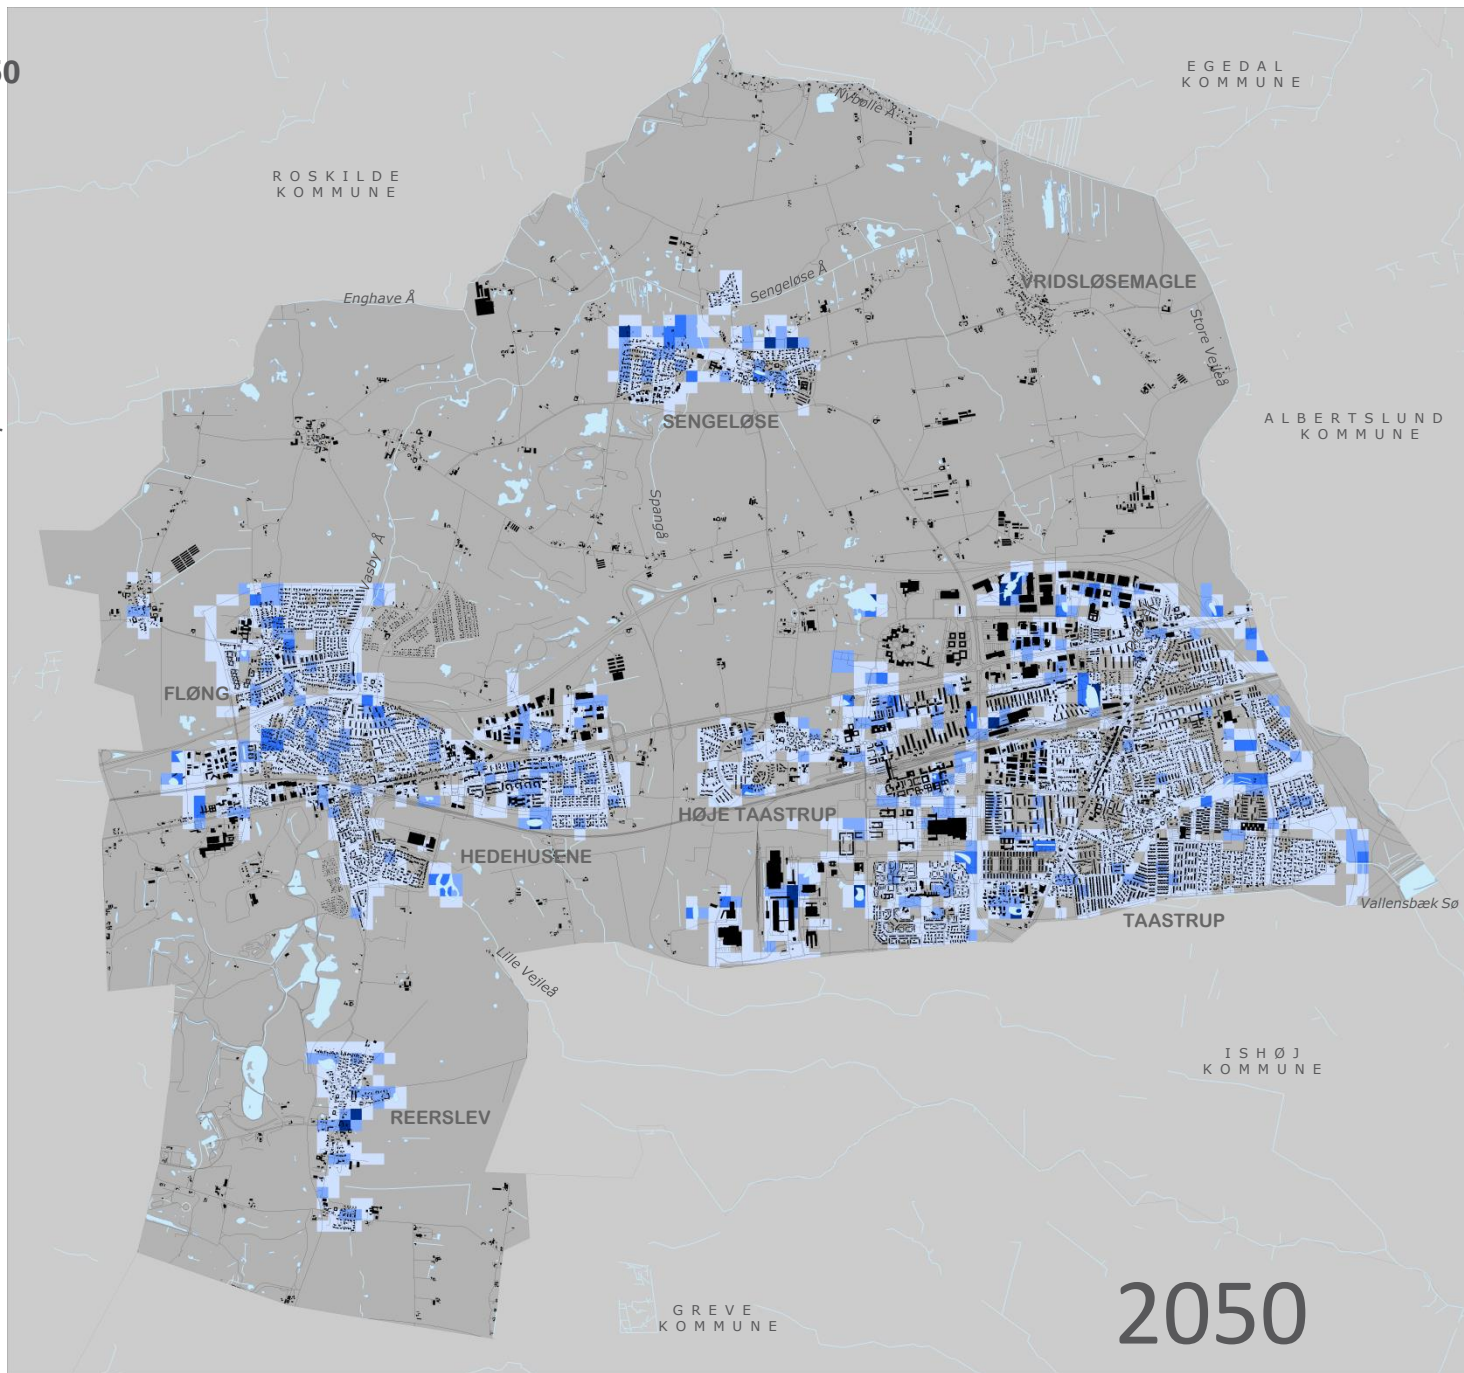 EGEDAL
KOMMUNE
Nybølle Å
ROSKILDE
KOMMUNE
Sengeløse Å
VRIDSLØSEMAGLE
Enghave Å
Store Vejleå
SENGELØSE
ALBERTSLUND
KOMMUNE
Spangå
Vasby Å
FLØNG
HØJE TAASTRUP
HEDEHUSENE
Vallensbæk Sø
TAASTRUP
Lille Vejleå
ISHØJ
KOMMUNE
REERSLEV
GREVE
KOMMUNE
2050